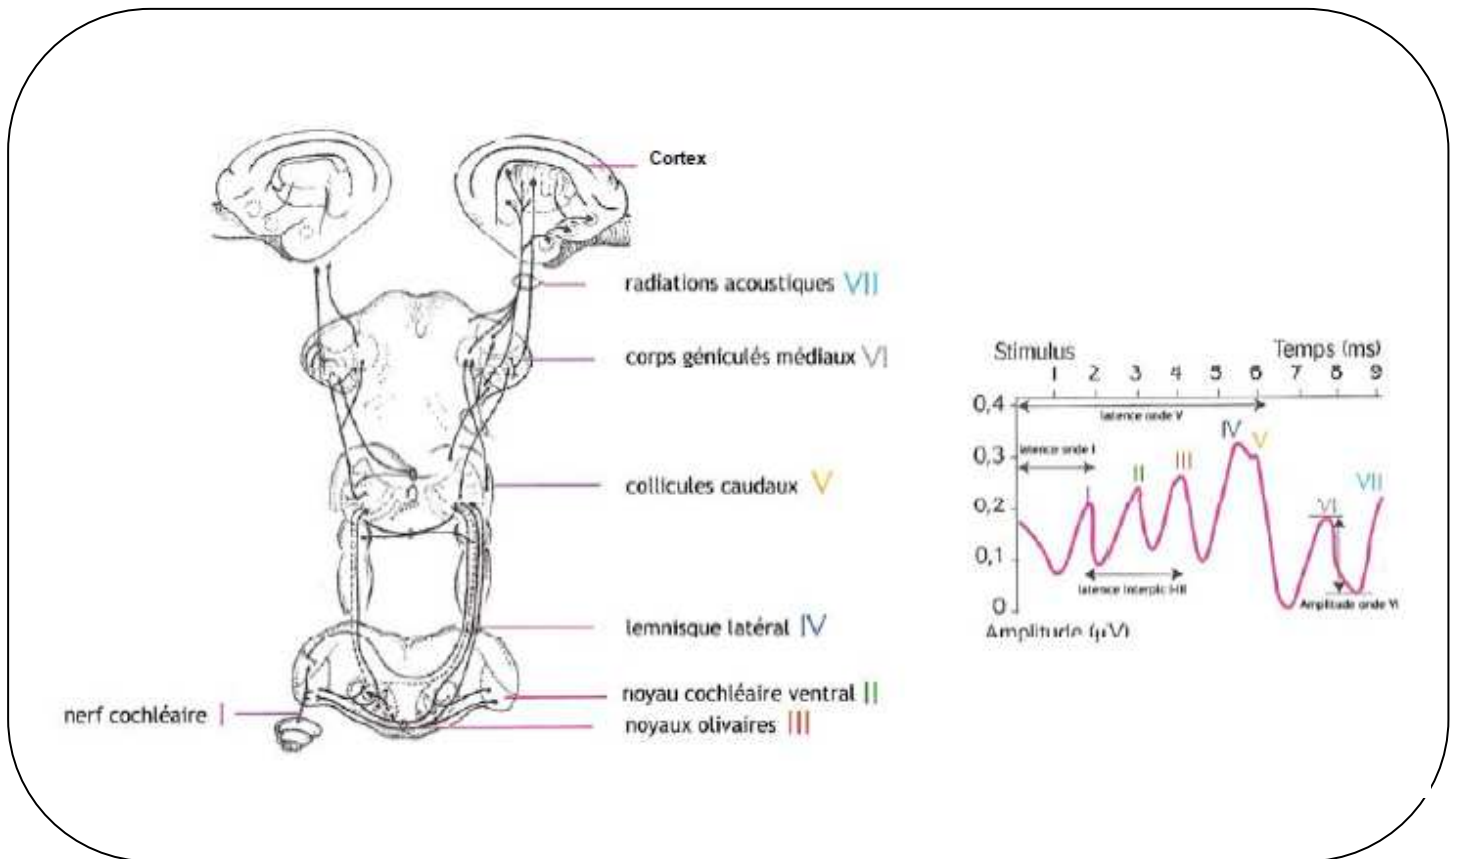 Cortex
radiations acoustiques VII
corps géniculés médiaux VI
collicules caudaux V
lemnisque latéral IV
noyau cochléaire ventral II
nerf cochléaire I
noyaux olivaires III
Stimulus
Temps (ms)
1 2 3 4 5 6 7 8 9
0,4
latence onde V
IV V
0,3
latence onde I
III
II
VII
I
0,2
VI
0,1
latence interpic I-III
0
Amplitude onde VI
Amplitude (µV)